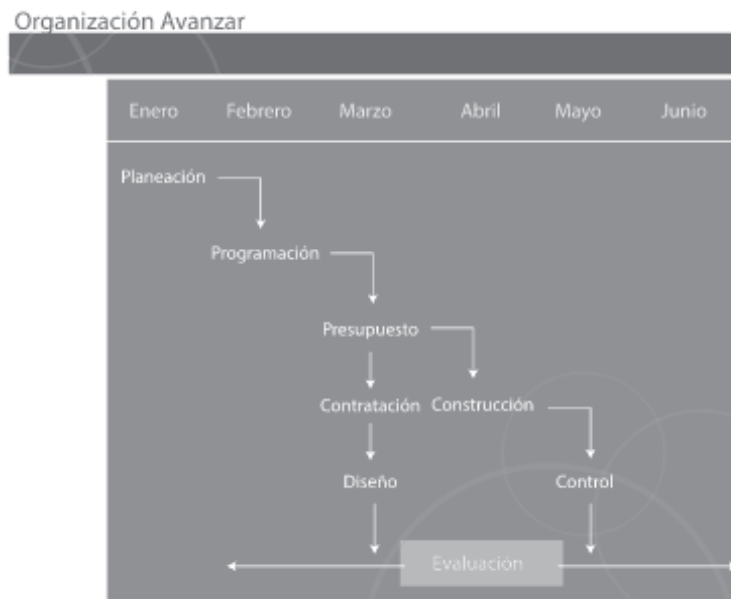 Organización Avanzar
Enero Febrero Marzo Abril Mayo Junio
Planeación
Programación
Presupuesto
Contratación Construcción
Diseño Control
Evaluación